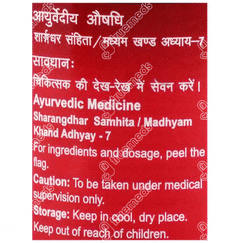 आयुर्वेदीय औषधि
शार्ङ्गधर संहिता/मध्यम खण्ड अध्याय-7
सावधान:
चिकित्सक की देख-रेख में सेवन करें।
Ayurvedic Medicine
Sharangdhar Samhita / Madhyam
Khand Adhyay - 7
For ingredients and dosage, peel the
flag.
Caution: To be taken under medical
supervision only.
Storage: Keep in cool, dry place.
Keep out of reach of children.